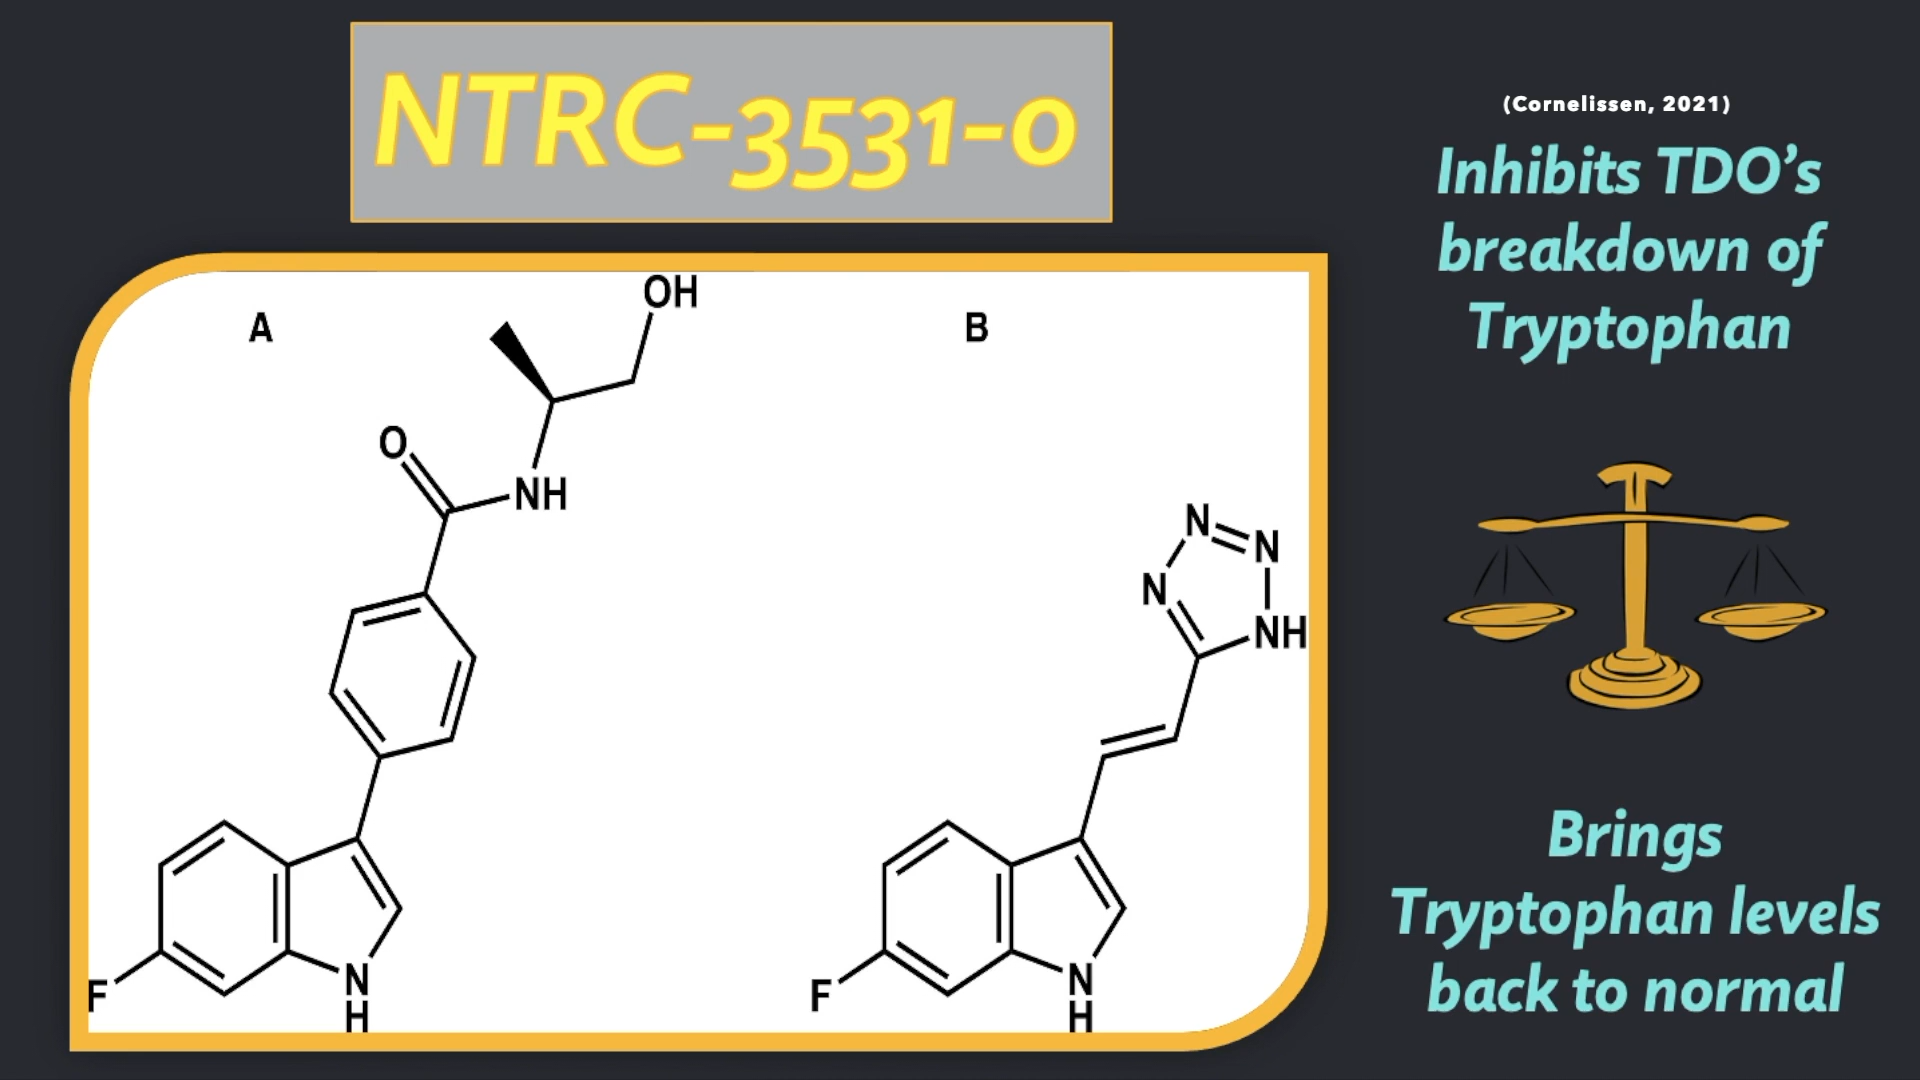 NTRC-3531-0
(Cornelissen, 2021)
Inhibits TDO’s
breakdown of
Tryptophan
A
OH
B
O
NH
N
N
N
NH
F
N
H
F
N
H
Brings
Tryptophan levels
back to normal